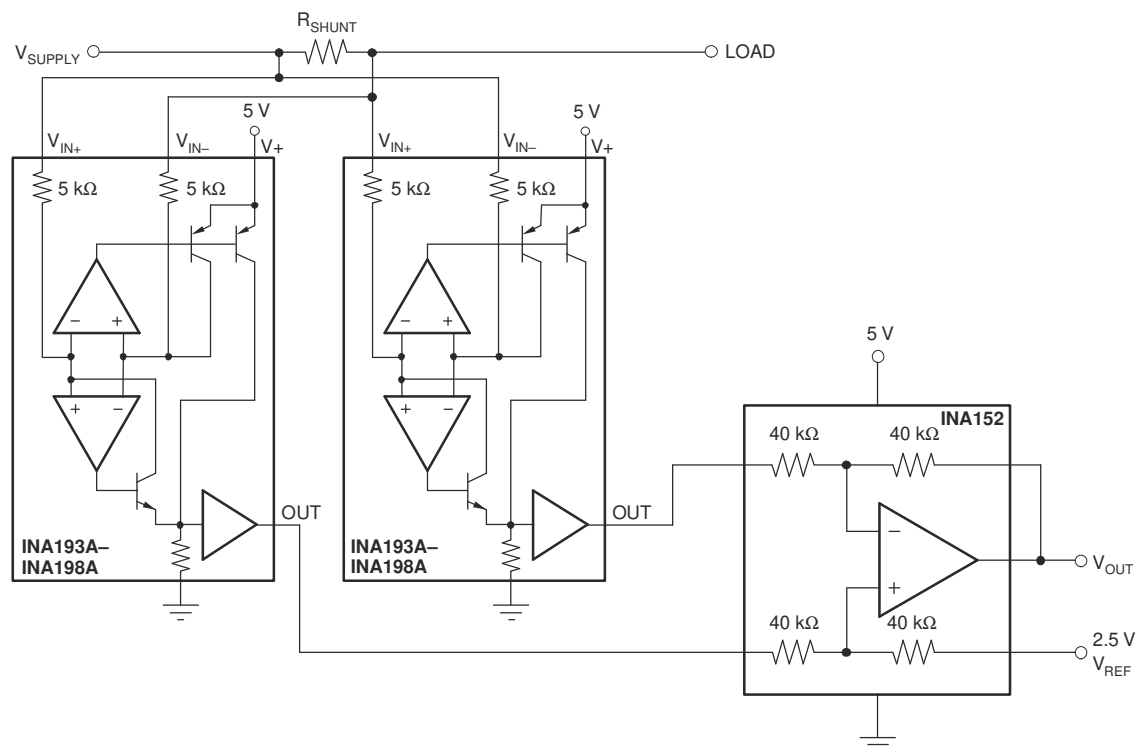 R_SHUNT
V_SUPPLY
LOAD
5 V
5 V
V_IN+
V_IN–
V+
V_IN+
V_IN–
V+
5 kΩ
5 kΩ
5 kΩ
5 kΩ
– +
– +
5 V
+ –
+ –
INA152
40 kΩ
40 kΩ
OUT
OUT
–
INA193A–
INA198A
INA193A–
INA198A
V_OUT
+
40 kΩ
40 kΩ
2.5 V
V_REF